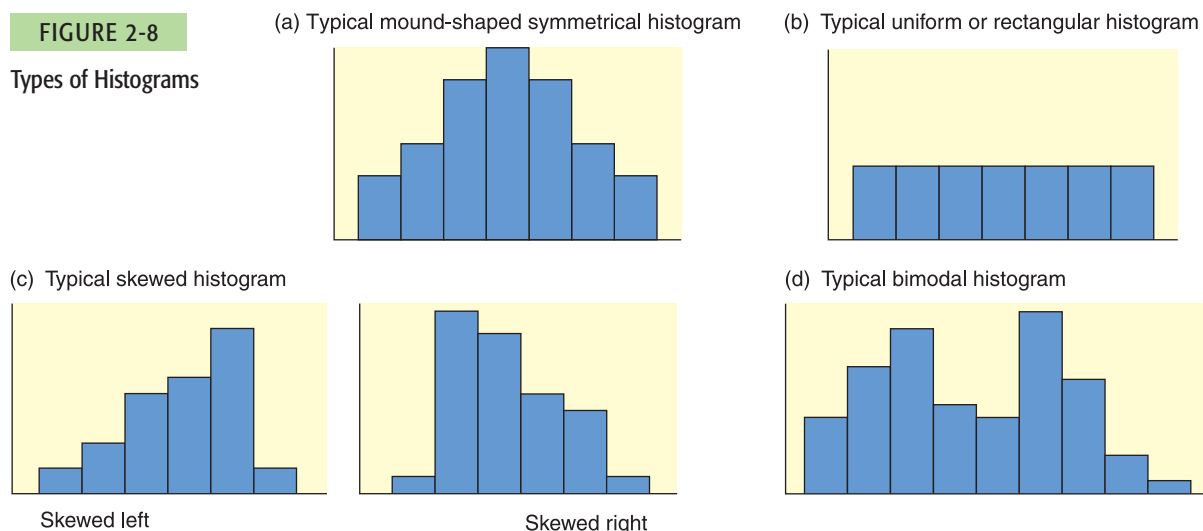 FIGURE 2-8
Types of Histograms
(a) Typical mound-shaped symmetrical histogram
(b) Typical uniform or rectangular histogram
(c) Typical skewed histogram
Skewed left
Skewed right
(d) Typical bimodal histogram